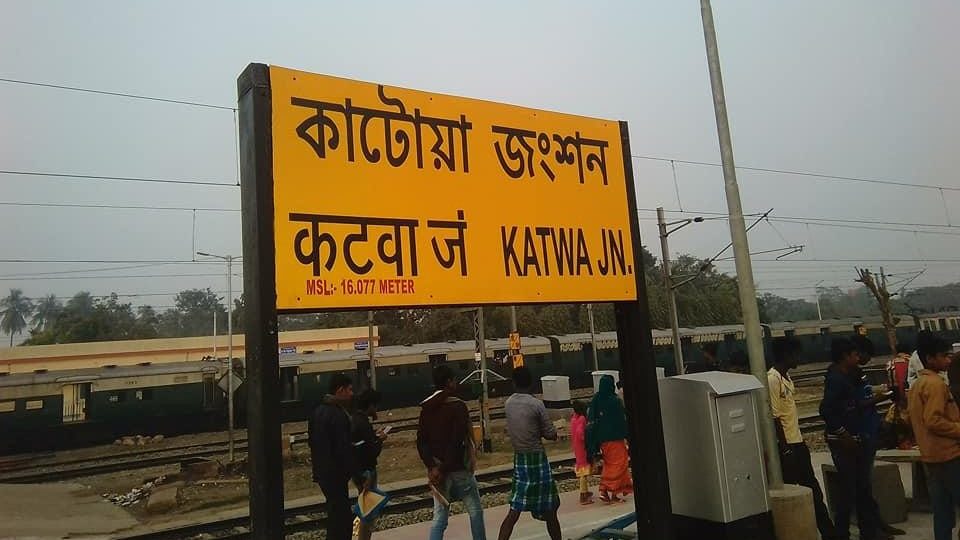 কাটোয়া জংশন
कटवा जं KATWA JN.
MSL:- 16.077 METER